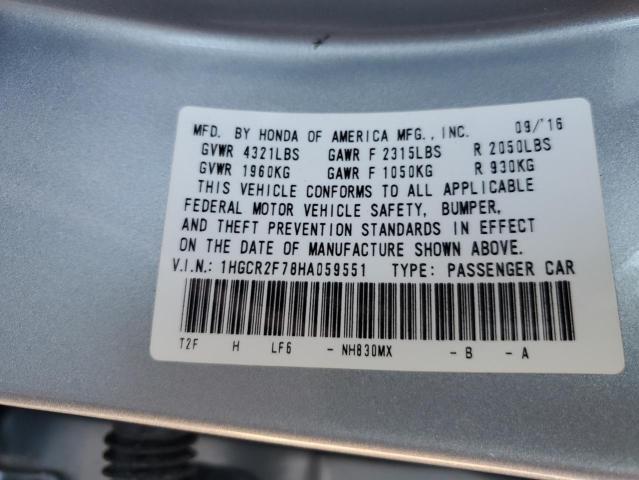 MFD. BY HONDA OF AMERICA MFG., INC. 09/'16
GVWR 4321LBS GAWR F 2315LBS R 2050LBS
GVWR 1960KG GAWR F 1050KG R 930KG
THIS VEHICLE CONFORMS TO ALL APPLICABLE
FEDERAL MOTOR VEHICLE SAFETY, BUMPER,
AND THEFT PREVENTION STANDARDS IN EFFECT
ON THE DATE OF MANUFACTURE SHOWN ABOVE.
V.I.N.: 1HGCR2F78HA059551 TYPE: PASSENGER CAR
T2F H LF6 - NH830MX - B - A